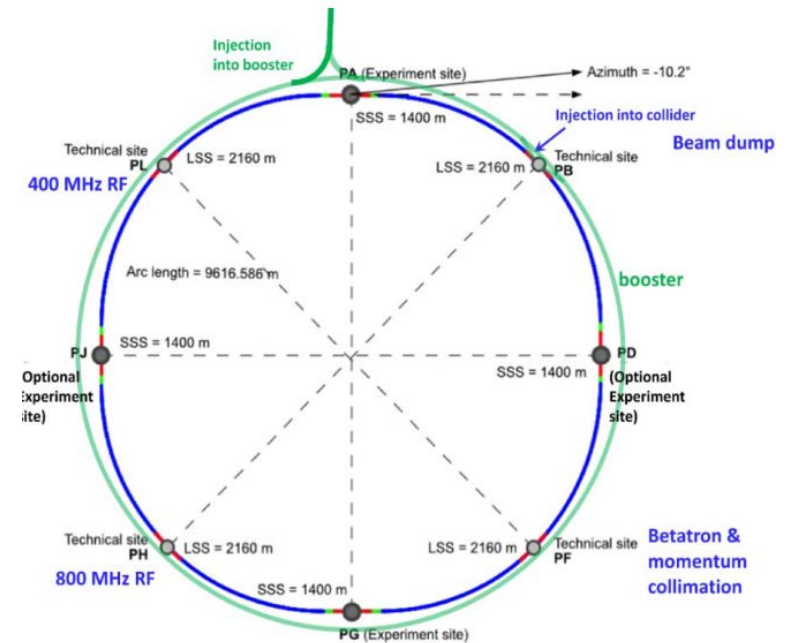 Injection
into booster
PA (Experiment site)
Azimuth = -10.2°
SSS = 1400 m
Injection into collider
Beam dump
Technical site
PL
LSS = 2160 m
400 MHz RF
LSS = 2160 m
Technical site
PB
Arc length = 9616.586 m
booster
PJ
SSS = 1400 m
PD
SSS = 1400 m
Optional
Experiment
site)
(Optional
Experiment
site)
Technical site
PH
LSS = 2160 m
800 MHz RF
LSS = 2160 m
Technical site
PF
Betatron &
momentum
collimation
SSS = 1400 m
PG (Experiment site)